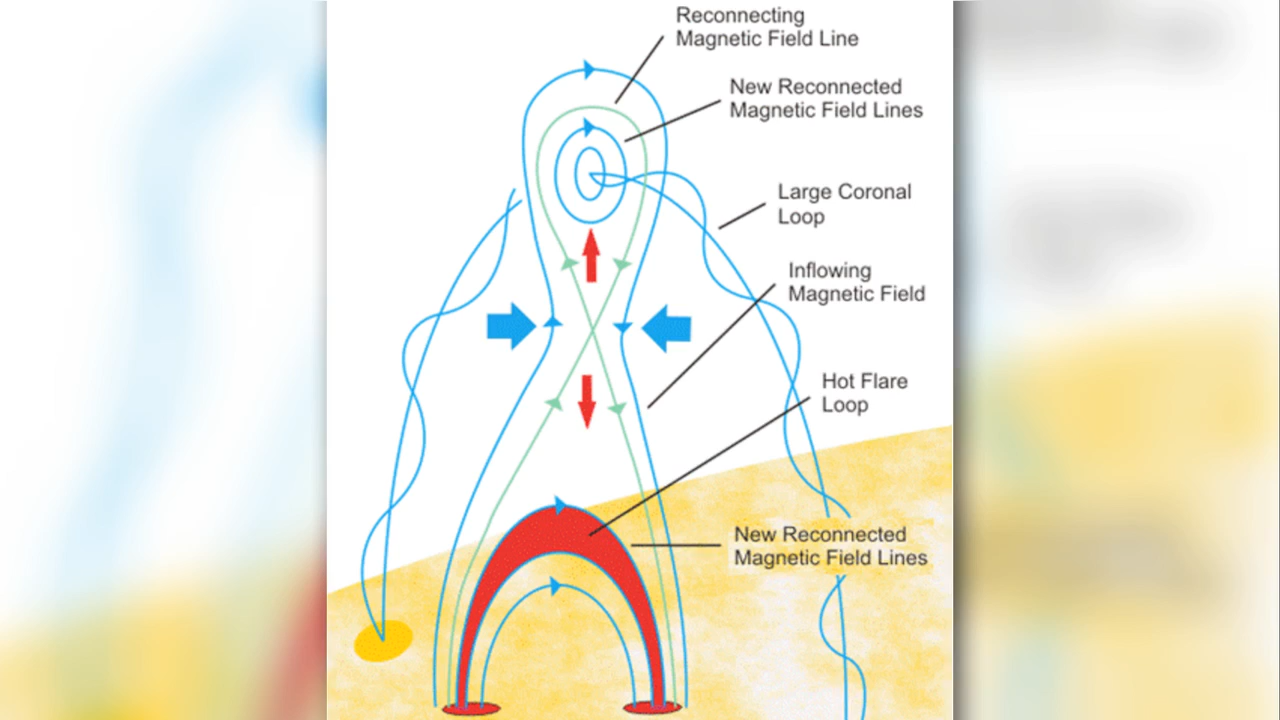 Reconnecting
Magnetic Field Line
New Reconnected
Magnetic Field Lines
Large Coronal
Loop
Inflowing
Magnetic Field
Hot Flare
Loop
New Reconnected
Magnetic Field Lines